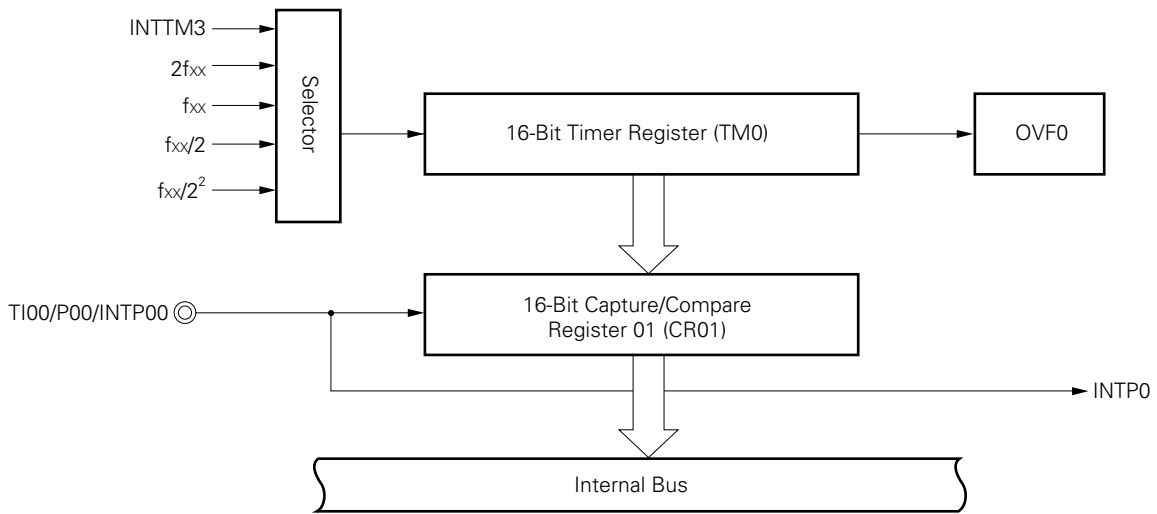 INTTM3
2fxx
fxx
fxx/2
fxx/2²
Selector
16-Bit Timer Register (TM0)
OVF0
TI00/P00/INTP00
16-Bit Capture/Compare
Register 01 (CR01)
INTP0
Internal Bus